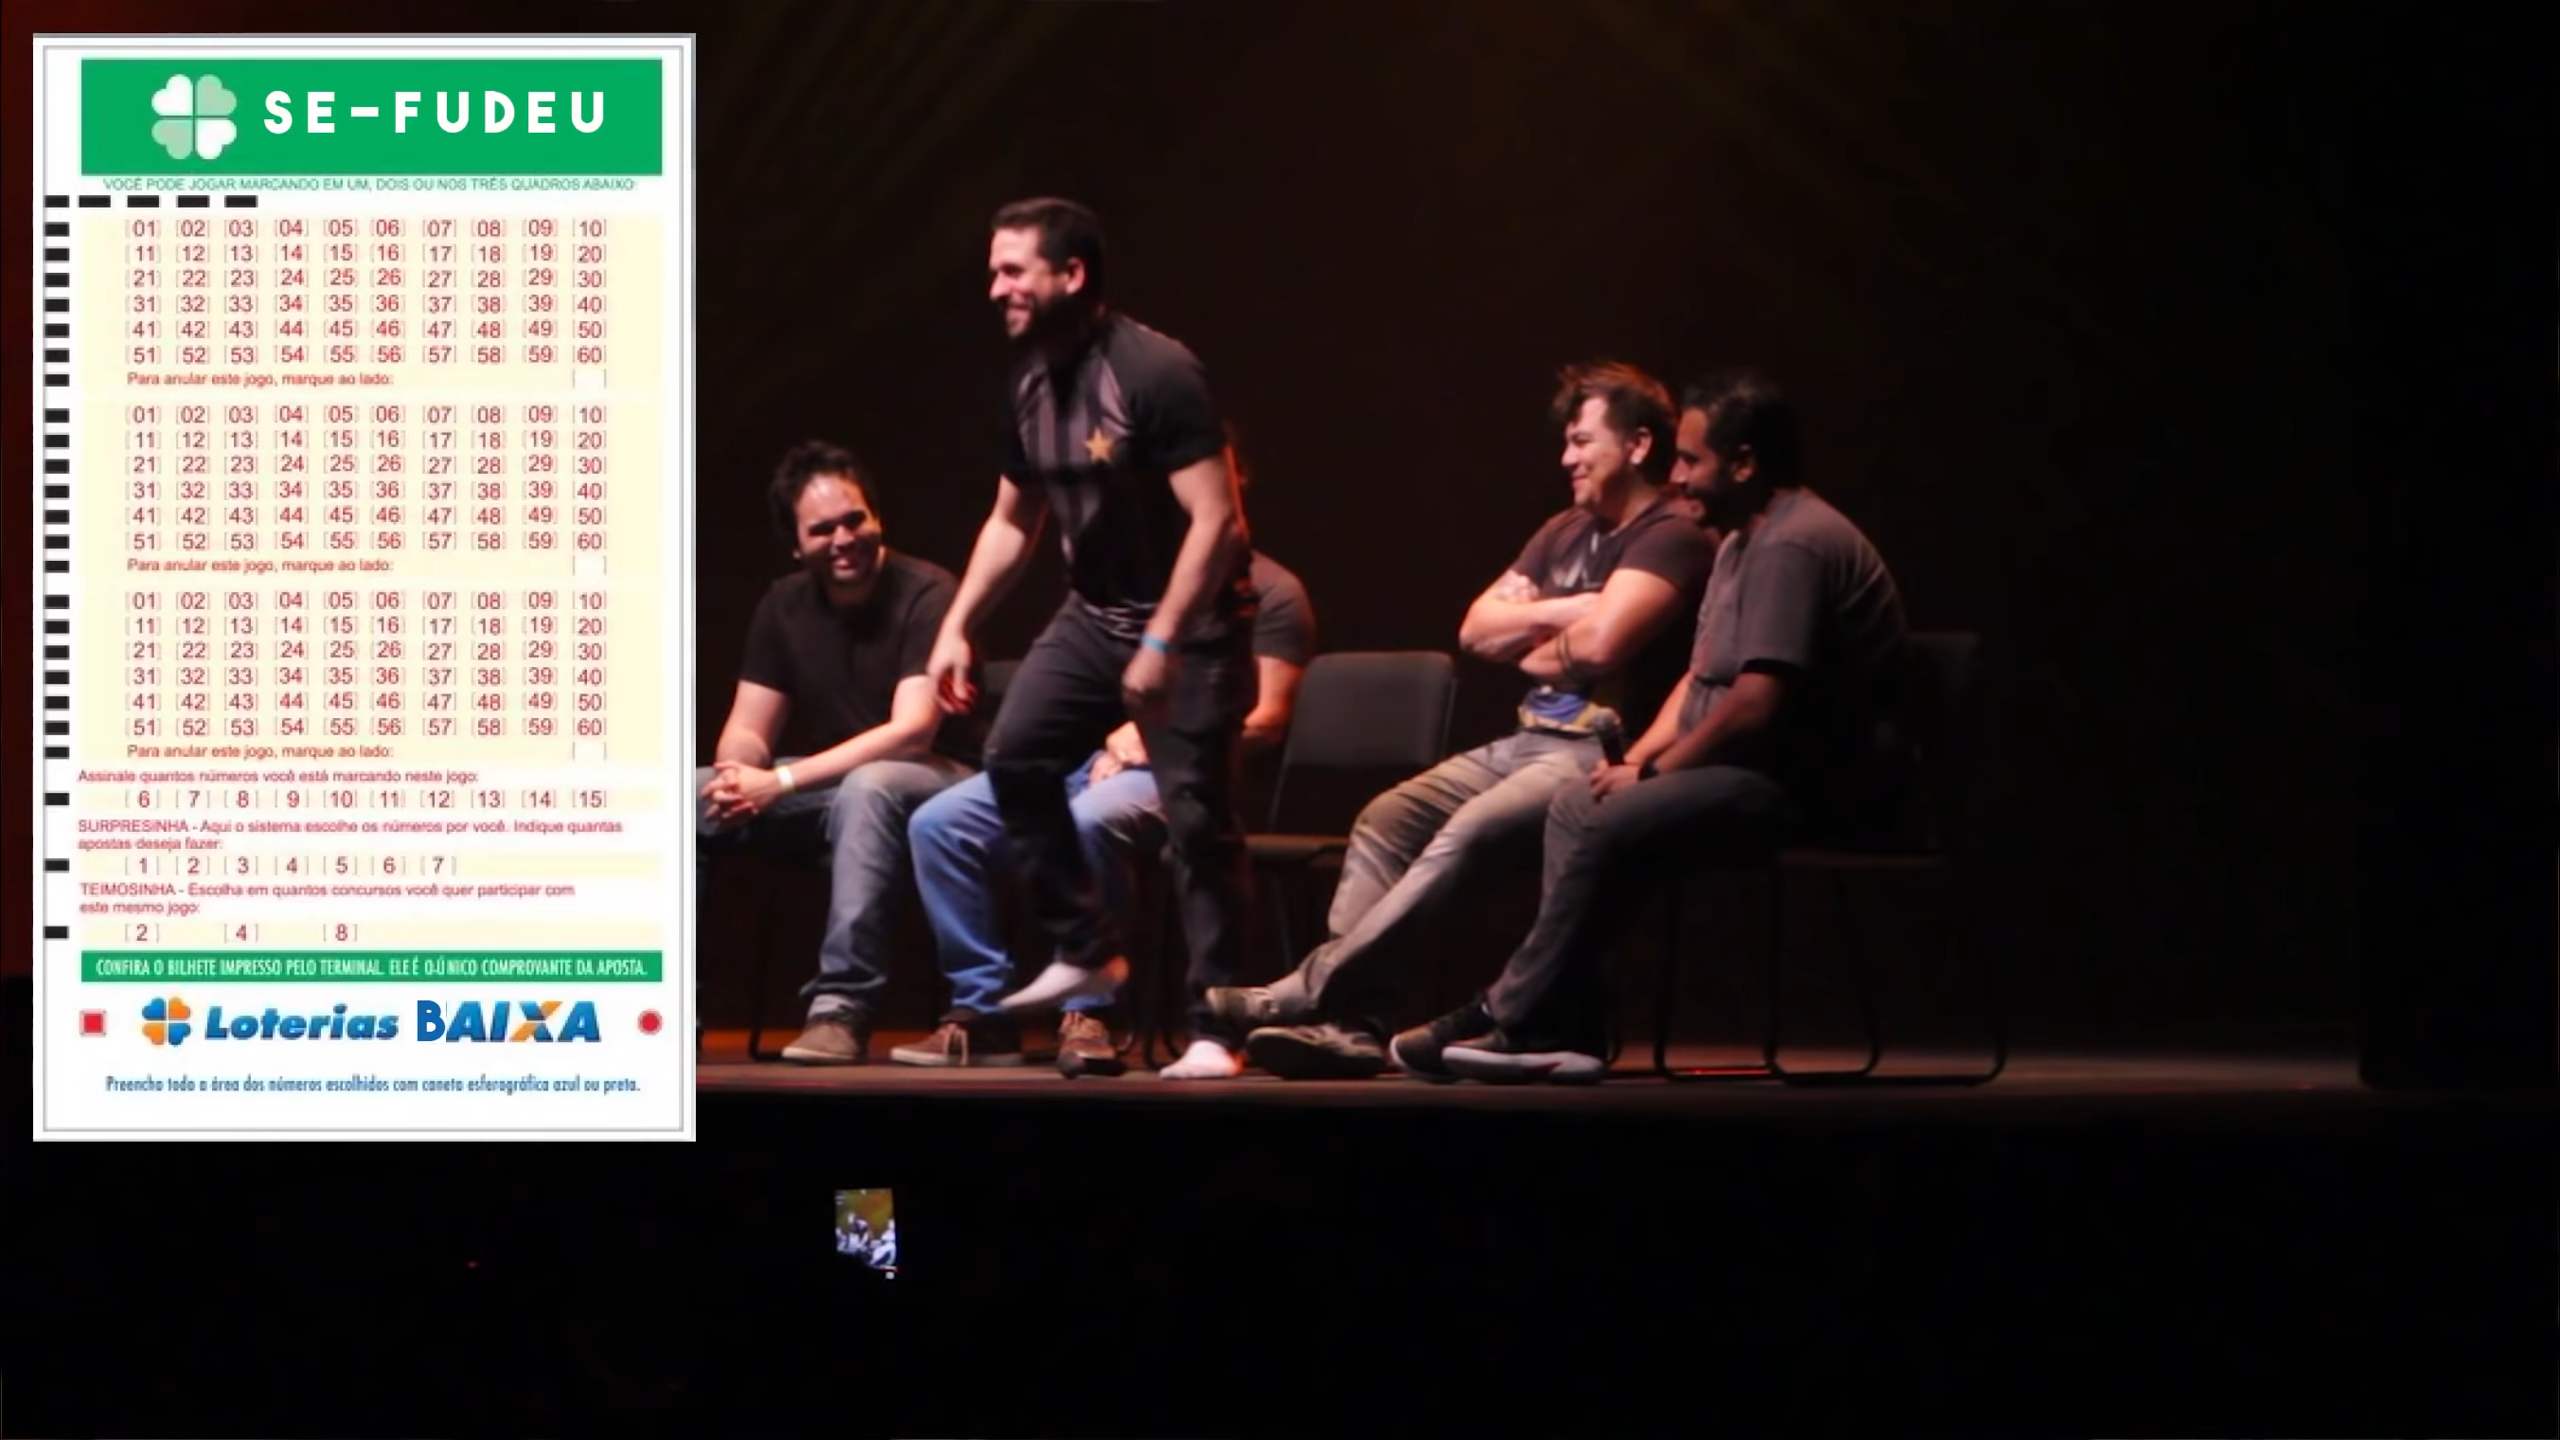 SE-FUDEU
VOCÊ PODE JOGAR MARCANDO EM UM, DOIS OU NOS TRÊS QUADROS ABAIXO:
[01] [02] [03] [04] [05] [06] [07] [08] [09] [10]
[11] [12] [13] [14] [15] [16] [17] [18] [19] [20]
[21] [22] [23] [24] [25] [26] [27] [28] [29] [30]
[31] [32] [33] [34] [35] [36] [37] [38] [39] [40]
[41] [42] [43] [44] [45] [46] [47] [48] [49] [50]
[51] [52] [53] [54] [55] [56] [57] [58] [59] [60]
Para anular este jogo, marque ao lado: [ ]
[01] [02] [03] [04] [05] [06] [07] [08] [09] [10]
[11] [12] [13] [14] [15] [16] [17] [18] [19] [20]
[21] [22] [23] [24] [25] [26] [27] [28] [29] [30]
[31] [32] [33] [34] [35] [36] [37] [38] [39] [40]
[41] [42] [43] [44] [45] [46] [47] [48] [49] [50]
[51] [52] [53] [54] [55] [56] [57] [58] [59] [60]
Para anular este jogo, marque ao lado: [ ]
[01] [02] [03] [04] [05] [06] [07] [08] [09] [10]
[11] [12] [13] [14] [15] [16] [17] [18] [19] [20]
[21] [22] [23] [24] [25] [26] [27] [28] [29] [30]
[31] [32] [33] [34] [35] [36] [37] [38] [39] [40]
[41] [42] [43] [44] [45] [46] [47] [48] [49] [50]
[51] [52] [53] [54] [55] [56] [57] [58] [59] [60]
Para anular este jogo, marque ao lado: [ ]
Assinale quantos números você está marcando neste jogo:
[6] [7] [8] [9] [10] [11] [12] [13] [14] [15]
SURPRESINHA - Aqui o sistema escolhe os números por você. Indique quantas
apostas deseja fazer:
[1] [2] [3] [4] [5] [6] [7]
TEIMOSINHA - Escolha em quantos concursos você quer participar com
este mesmo jogo:
[2] [4] [8]
CONFIRA O BILHETE IMPRESSO PELO TERMINAL. ELE É O ÚNICO COMPROVANTE DA APOSTA.
Loterias BAIXA
Preencha toda a área dos números escolhidos com caneta esferográfica azul ou preta.